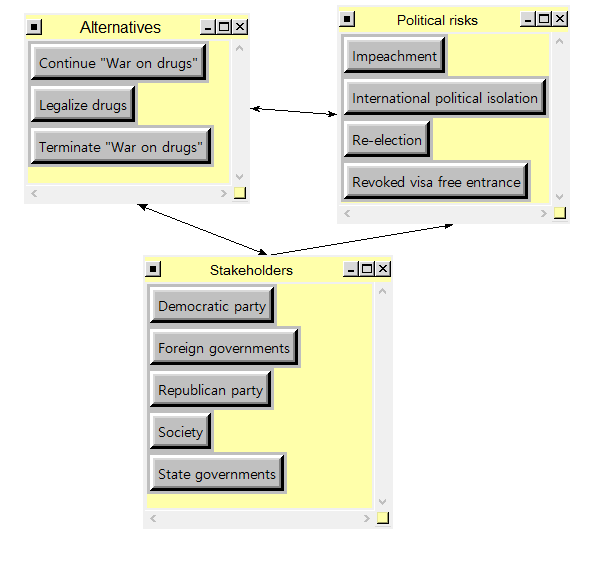 Alternatives
Continue "War on drugs"
Legalize drugs
Terminate "War on drugs"
Political risks
Impeachment
International political isolation
Re-election
Revoked visa free entrance
Stakeholders
Democratic party
Foreign governments
Republican party
Society
State governments